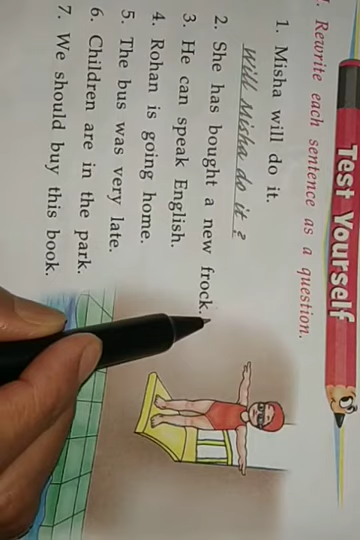 Test Yourself
. Rewrite each sentence as a question.
1. Misha will do it.
Will Misha do it ?
2. She has bought a new frock.
3. He can speak English.
4. Rohan is going home.
5. The bus was very late.
6. Children are in the park.
7. We should buy this book.